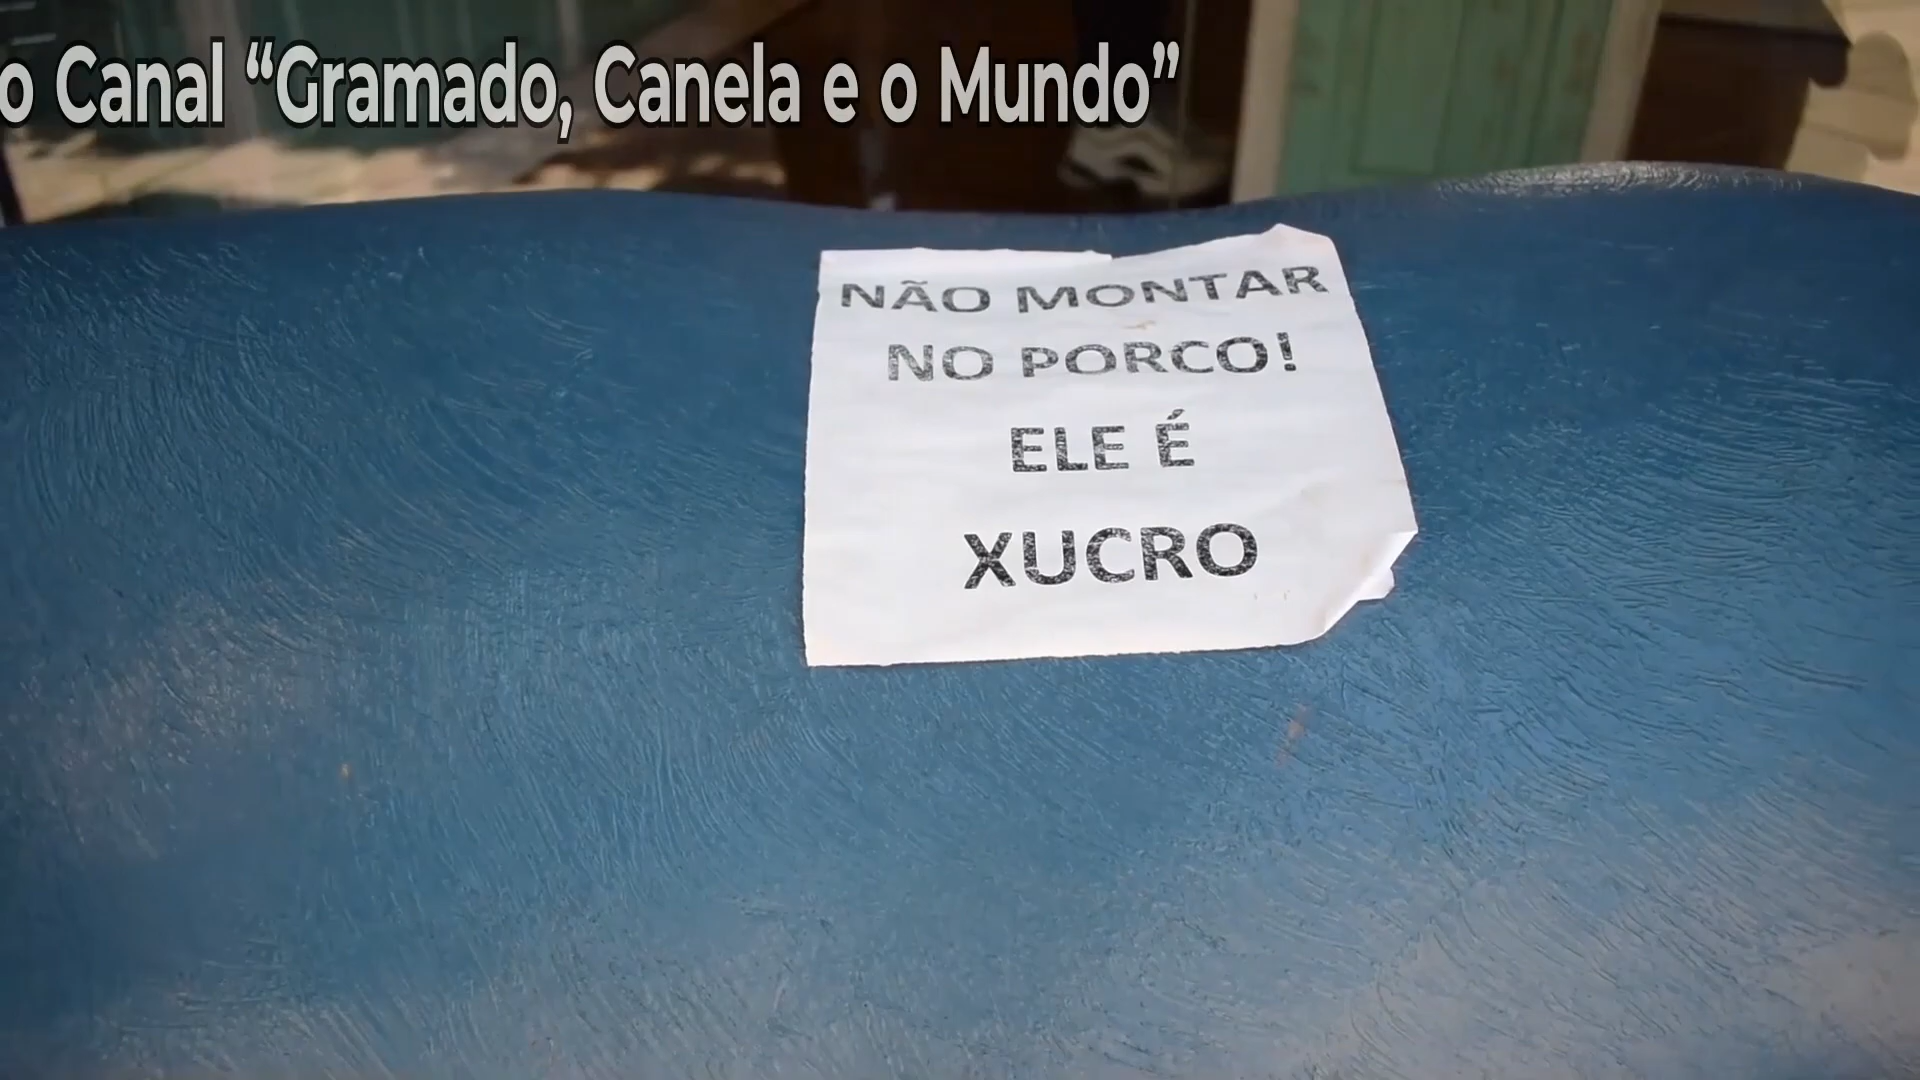 o Canal “Gramado, Canela e o Mundo”
NÃO MONTAR
NO PORCO!
ELE É
XUCRO